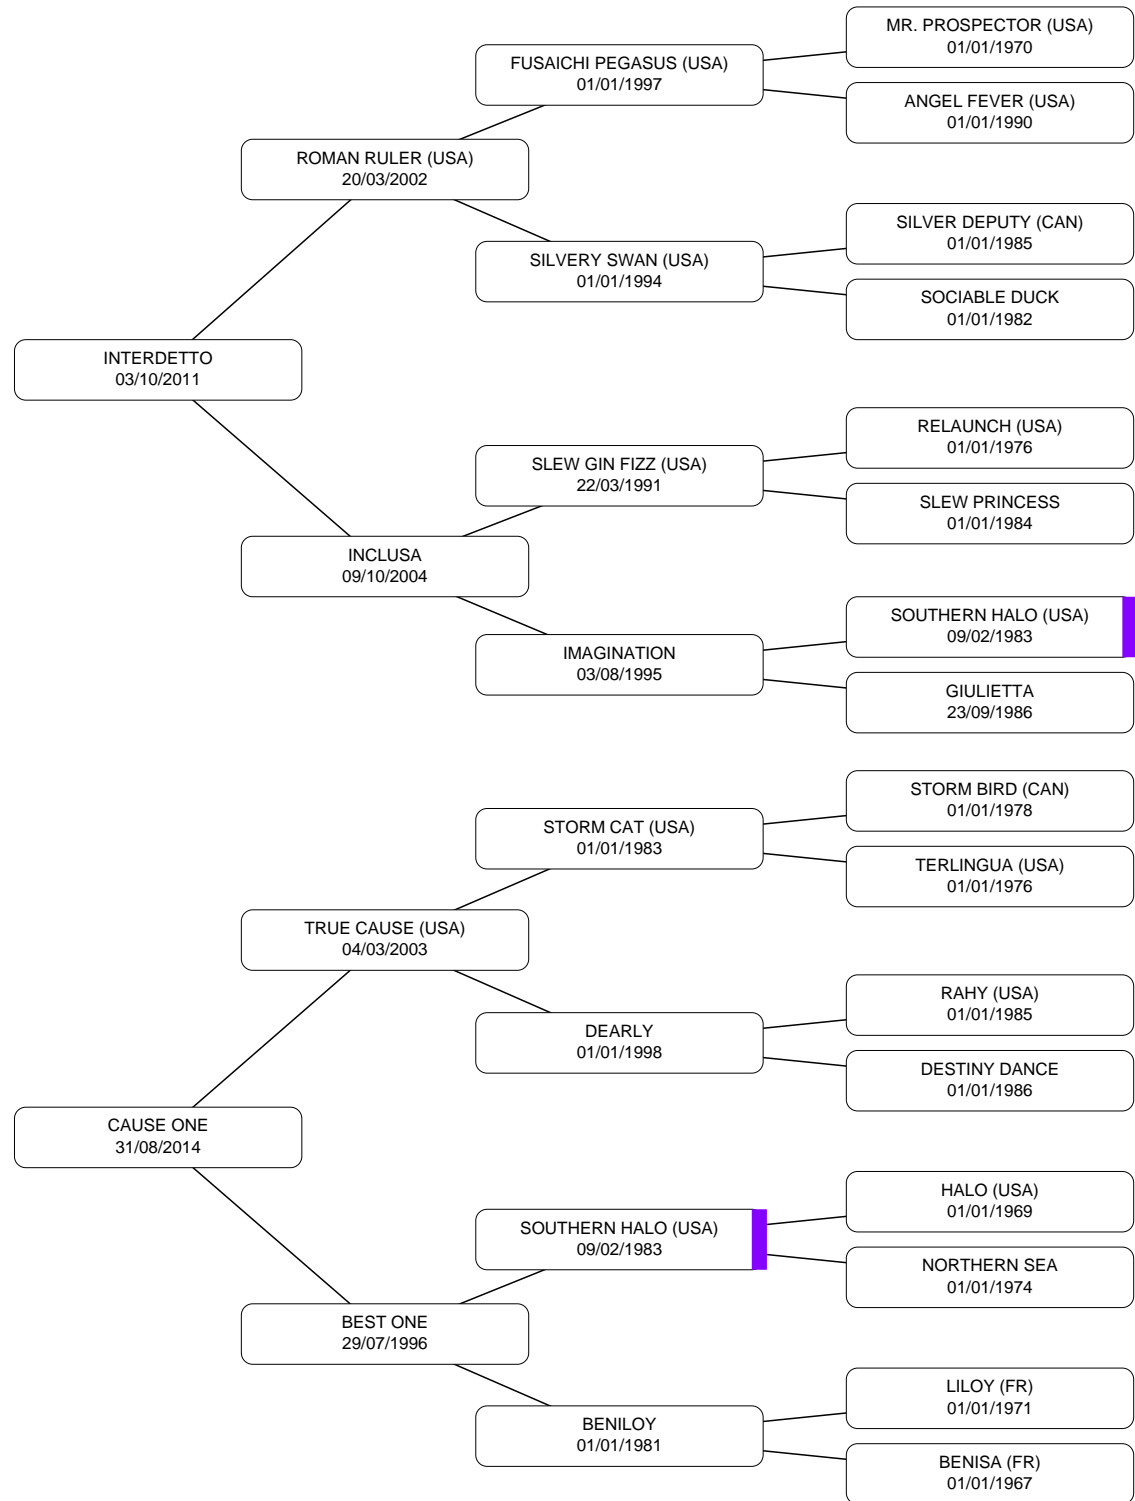 MR. PROSPECTOR (USA)
01/01/1970
FUSAICHI PEGASUS (USA)
01/01/1997
ANGEL FEVER (USA)
01/01/1990
ROMAN RULER (USA)
20/03/2002
SILVER DEPUTY (CAN)
01/01/1985
SILVERY SWAN (USA)
01/01/1994
SOCIABLE DUCK
01/01/1982
INTERDETTO
03/10/2011
RELAUNCH (USA)
01/01/1976
SLEW GIN FIZZ (USA)
22/03/1991
SLEW PRINCESS
01/01/1984
INCLUSA
09/10/2004
SOUTHERN HALO (USA)
09/02/1983
IMAGINATION
03/08/1995
GIULIETTA
23/09/1986
STORM BIRD (CAN)
01/01/1978
STORM CAT (USA)
01/01/1983
TERLINGUA (USA)
01/01/1976
TRUE CAUSE (USA)
04/03/2003
RAHY (USA)
01/01/1985
DEARLY
01/01/1998
DESTINY DANCE
01/01/1986
CAUSE ONE
31/08/2014
HALO (USA)
01/01/1969
SOUTHERN HALO (USA)
09/02/1983
NORTHERN SEA
01/01/1974
BEST ONE
29/07/1996
LILOY (FR)
01/01/1971
BENILOY
01/01/1981
BENISA (FR)
01/01/1967